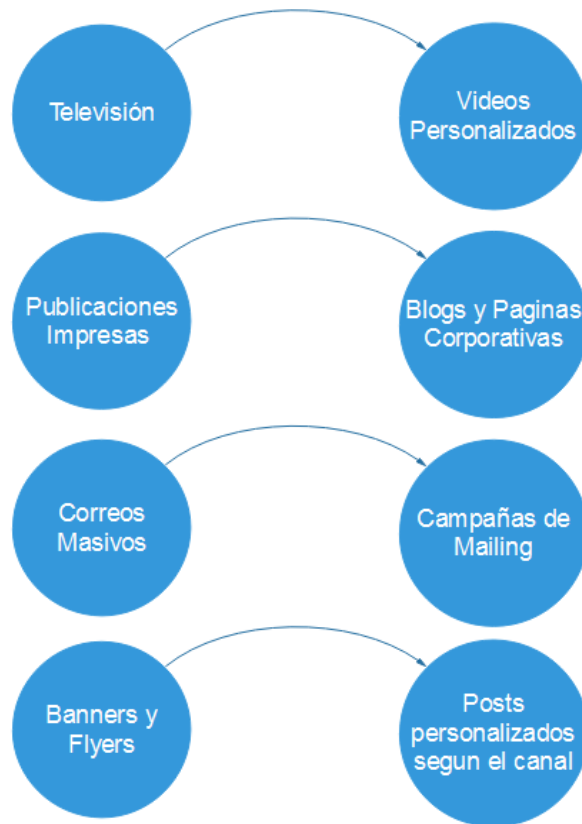 Televisión
Videos
Personalizados
Publicaciones
Impresas
Blogs y Paginas
Corporativas
Correos
Masivos
Campañas de
Mailing
Banners y
Flyers
Posts
personalizados
segun el canal